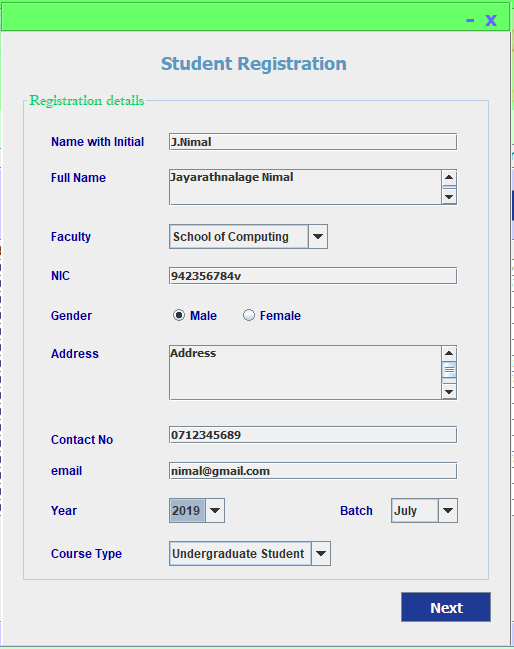 - x
Student Registration
Registration details
Name with Initial J.Nimal
Full Name Jayarathnalage Nimal
Faculty School of Computing
NIC 942356784v
Gender Male Female
Address Address
Contact No 0712345689
email nimal@gmail.com
Year 2019 Batch July
Course Type Undergraduate Student
Next